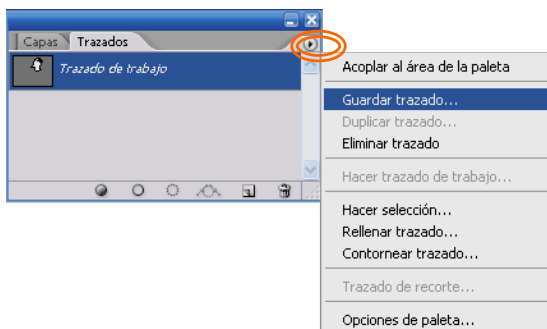 Capas Trazados
Trazado de trabajo
Acoplar al área de la paleta
Guardar trazado...
Duplicar trazado...
Eliminar trazado
Hacer trazado de trabajo...
Hacer selección...
Rellenar trazado...
Contornear trazado...
Trazado de recorte...
Opciones de paleta...